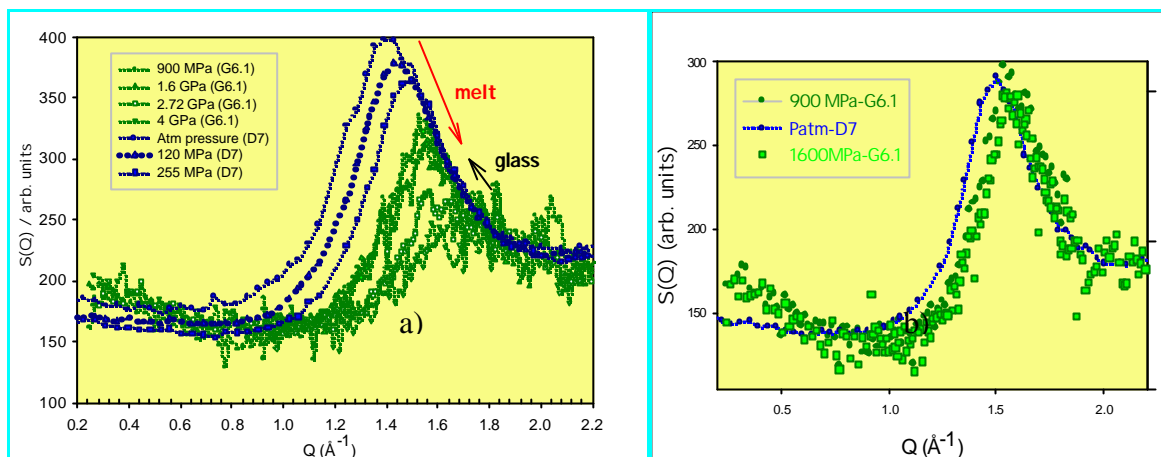 400
350
300
250
200
150
100
S(Q) / arb. units
900 MPa (G6.1)
1.6 GPa (G6.1)
2.72 GPa (G6.1)
4 GPa (G6.1)
Atm pressure (D7)
120 MPa (D7)
255 MPa (D7)
melt
glass
a)
0.2 0.4 0.6 0.8 1.0 1.2 1.4 1.6 1.8 2.0 2.2
Q (Å-1)
300
250
200
150
S(Q) (arb. units)
900 MPa-G6.1
Patm-D7
1600MPa-G6.1
b)
0.5 1.0 1.5 2.0
Q (Å-1)